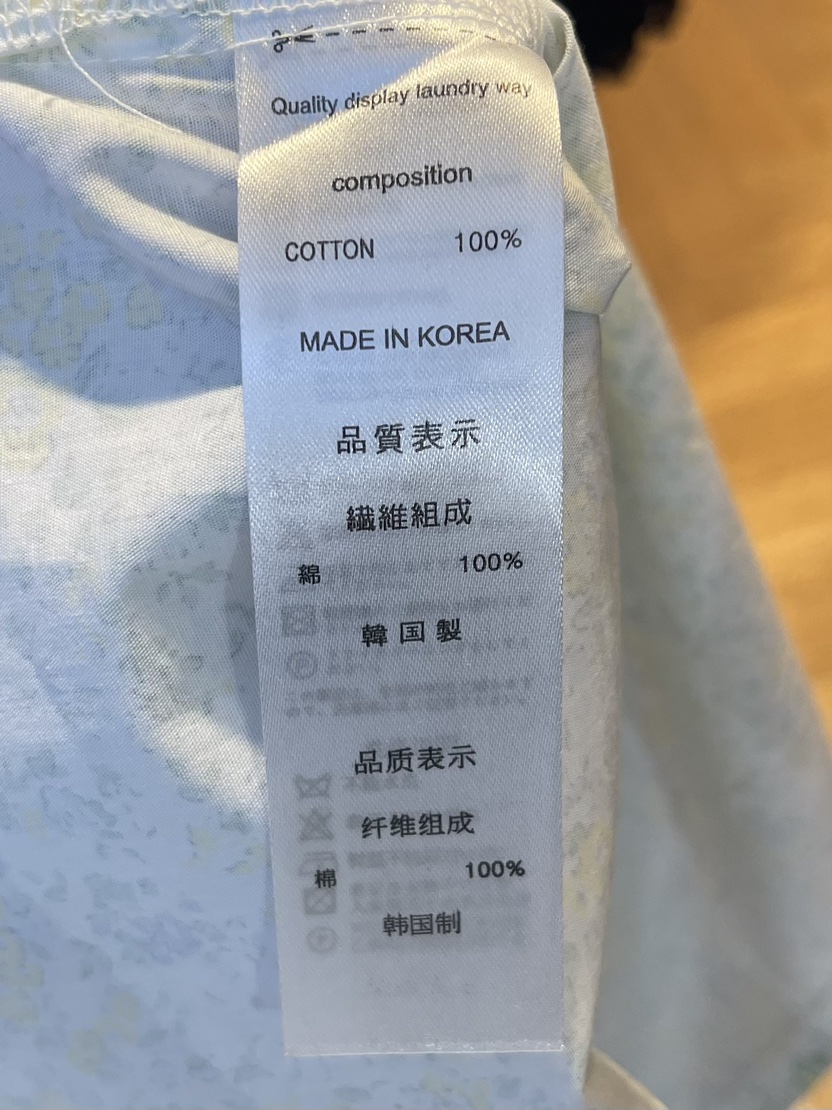 Quality display laundry way
composition
COTTON 100%
MADE IN KOREA
品質表示
繊維組成
綿 100%
韓国製
品质表示
纤维组成
棉 100%
韩国制